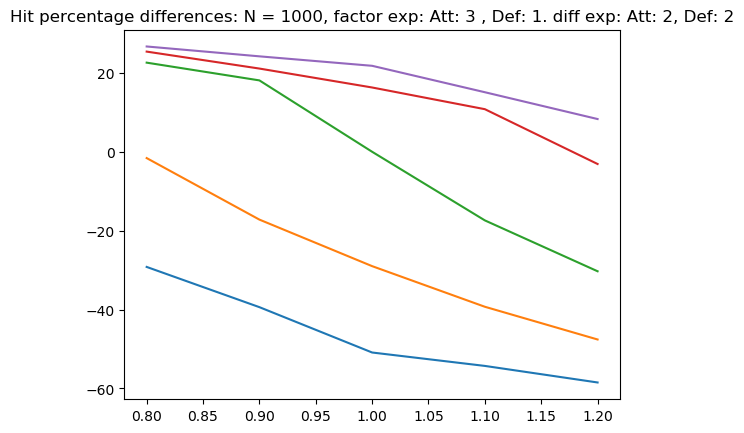 Hit percentage differences: N = 1000, factor exp: Att: 3 , Def: 1. diff exp: Att: 2, Def: 2
20
0
−20
−40
−60
0.80 0.85 0.90 0.95 1.00 1.05 1.10 1.15 1.20